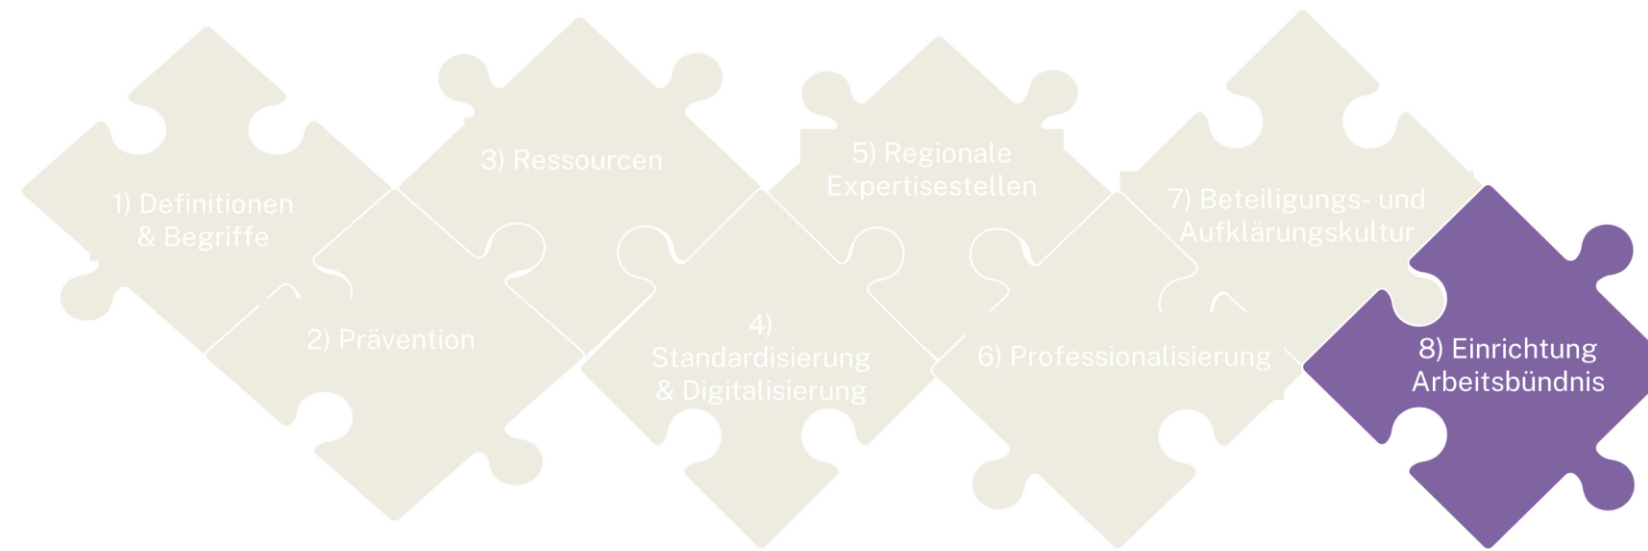 1) Definitionen
& Begriffe
2) Prävention
3) Ressourcen
4)
Standardisierung
& Digitalisierung
5) Regionale
Expertisestellen
6) Professionalisierung
7) Beteiligungs- und
Aufklärungskultur
8) Einrichtung
Arbeitsbündnis